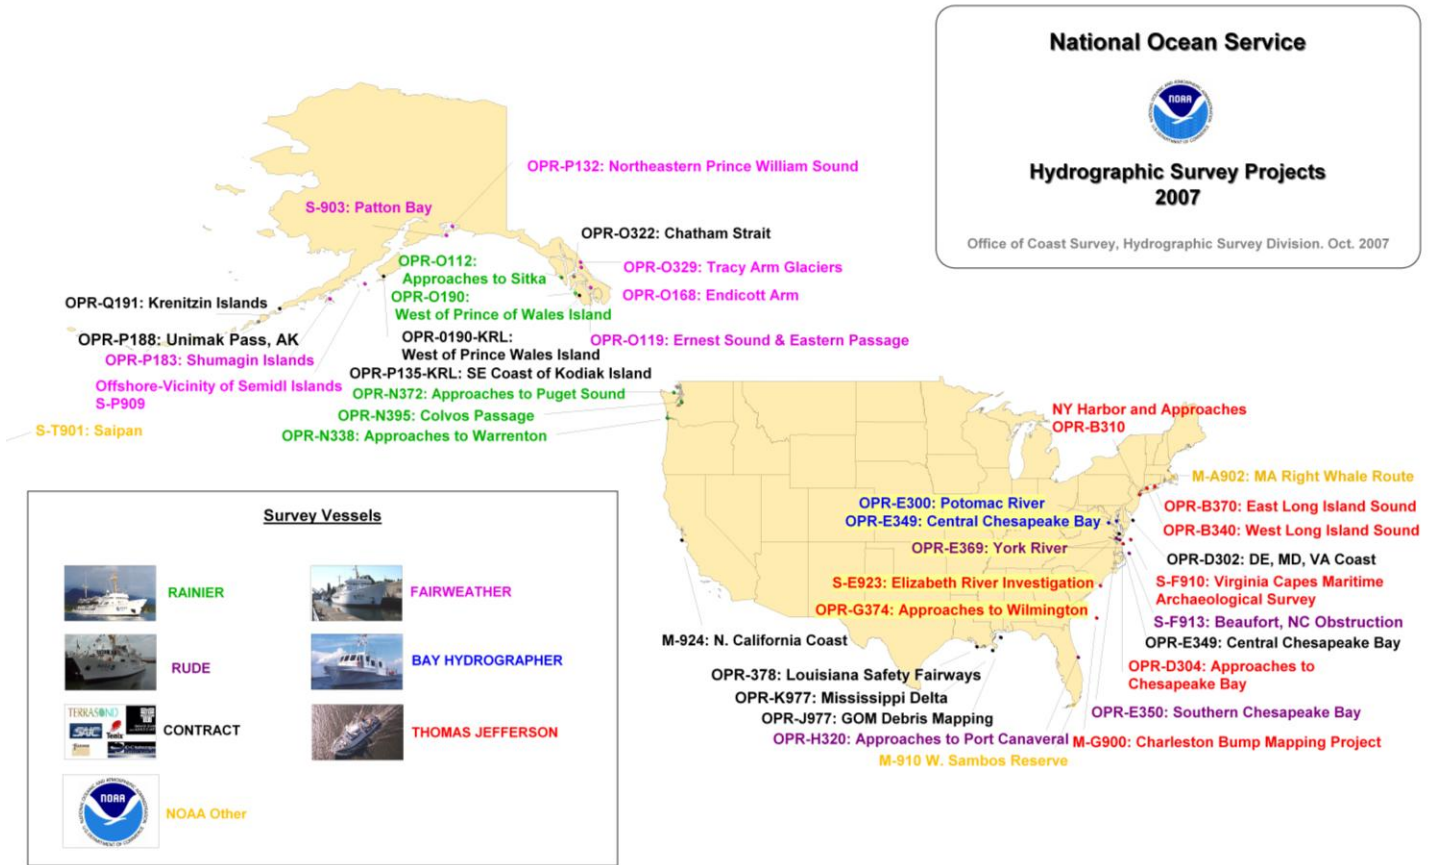 National Ocean Service
NOAA
Hydrographic Survey Projects
2007
Office of Coast Survey, Hydrographic Survey Division. Oct. 2007
OPR-P132: Northeastern Prince William Sound
S-903: Patton Bay
OPR-O322: Chatham Strait
OPR-O112:
Approaches to Sitka
OPR-O329: Tracy Arm Glaciers
OPR-O190:
West of Prince of Wales Island
OPR-O168: Endicott Arm
OPR-Q191: Krenitzin Islands
OPR-P188: Unimak Pass, AK
OPR-0190-KRL:
West of Prince Wales Island
OPR-O119: Ernest Sound & Eastern Passage
OPR-P183: Shumagin Islands
OPR-P135-KRL: SE Coast of Kodiak Island
Offshore-Vicinity of Semidl Islands
S-P909
OPR-N372: Approaches to Puget Sound
OPR-N395: Colvos Passage
OPR-N338: Approaches to Warrenton
S-T901: Saipan
NY Harbor and Approaches
OPR-B310
M-A902: MA Right Whale Route
OPR-E300: Potomac River
OPR-B370: East Long Island Sound
OPR-E349: Central Chesapeake Bay
OPR-B340: West Long Island Sound
OPR-E369: York River
OPR-D302: DE, MD, VA Coast
S-E923: Elizabeth River Investigation
S-F910: Virginia Capes Maritime
Archaeological Survey
OPR-G374: Approaches to Wilmington
S-F913: Beaufort, NC Obstruction
M-924: N. California Coast
OPR-E349: Central Chesapeake Bay
OPR-378: Louisiana Safety Fairways
OPR-D304: Approaches to
Chesapeake Bay
OPR-K977: Mississippi Delta
OPR-J977: GOM Debris Mapping
OPR-E350: Southern Chesapeake Bay
OPR-H320: Approaches to Port Canaveral
M-G900: Charleston Bump Mapping Project
M-910 W. Sambos Reserve
Survey Vessels
RAINIER
FAIRWEATHER
RUDE
BAY HYDROGRAPHER
TERRASOND
SAIC
Tenix
CONTRACT
THOMAS JEFFERSON
NOAA
NOAA Other